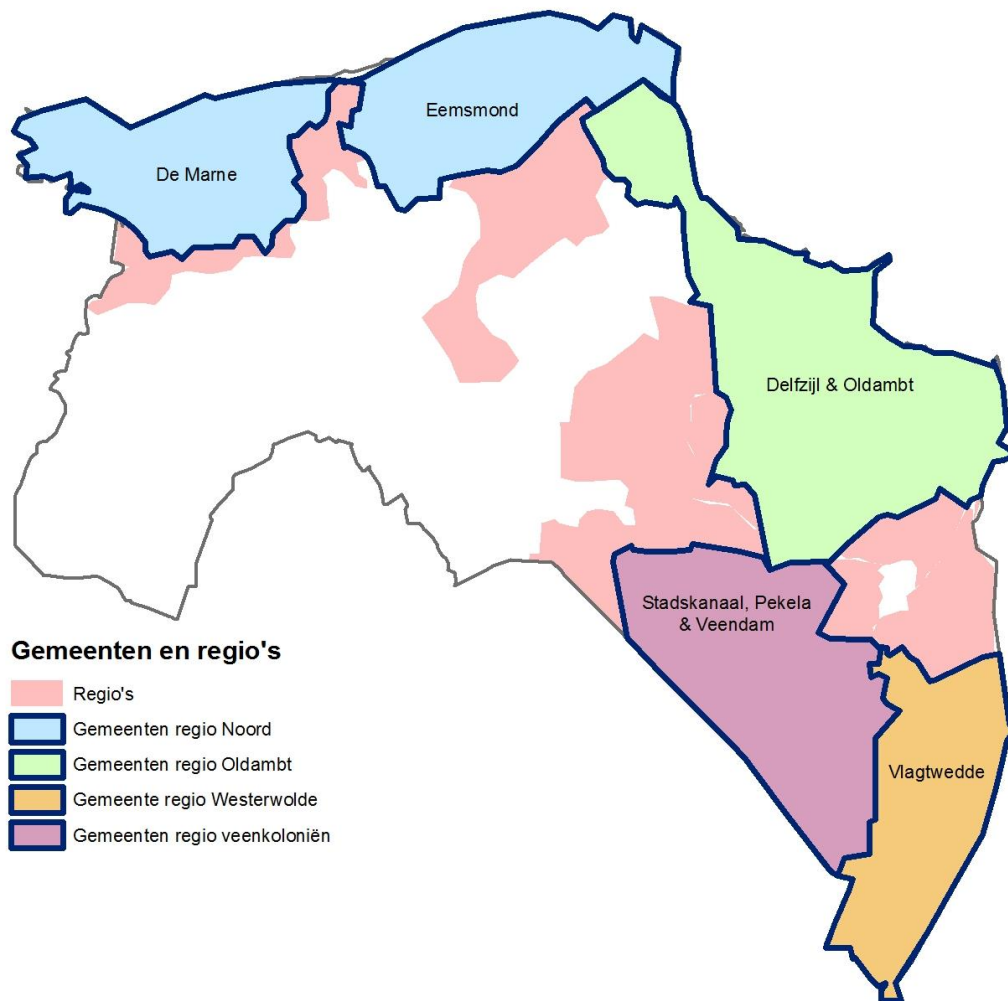 Eemsmond
De Marne
Delfzijl & Oldambt
Stadskanaal, Pekela
& Veendam
Vlagtwedde
Gemeenten en regio's
Regio's
Gemeenten regio Noord
Gemeenten regio Oldambt
Gemeente regio Westerwolde
Gemeenten regio veenkoloniën